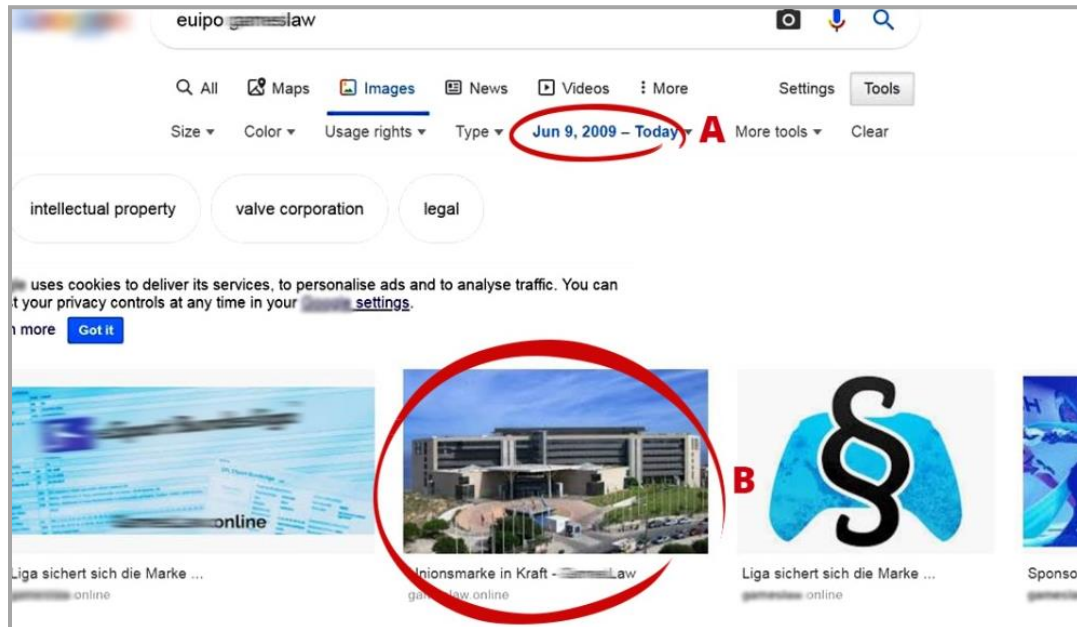 euipo gameslaw
All Maps Images News Videos More Settings Tools
Size Color Usage rights Type Jun 9, 2009 – Today A More tools Clear
intellectual property valve corporation legal
uses cookies to deliver its services, to personalise ads and to analyse traffic. You can
t your privacy controls at any time in your settings.
more Got it
B
online
Liga sichert sich die Marke ... Unionsmarke in Kraft - Law Liga sichert sich die Marke ... Sponso
online law.online online